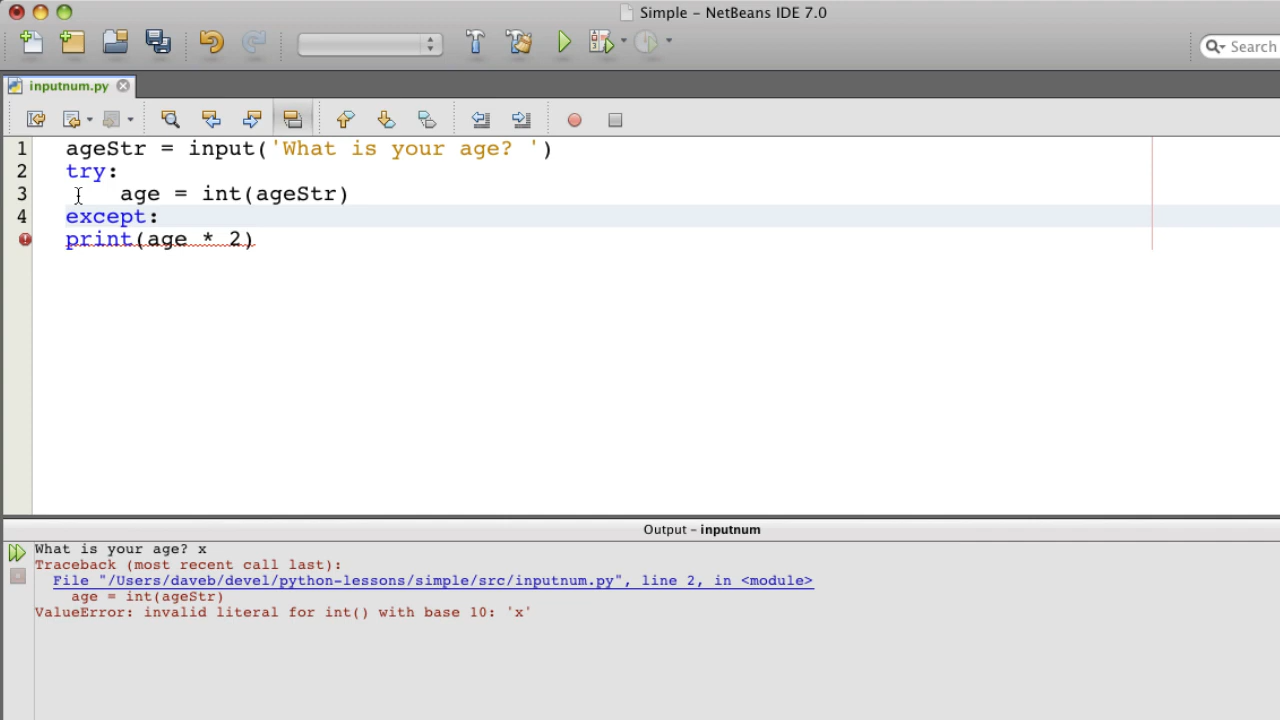 Simple – NetBeans IDE 7.0
Search
inputnum.py
1 ageStr = input('What is your age? ')
2 try:
3     age = int(ageStr)
4 except:
print(age * 2)
Output – inputnum
What is your age? x
Traceback (most recent call last):
  File "/Users/daveb/devel/python-lessons/simple/src/inputnum.py", line 2, in <module>
    age = int(ageStr)
ValueError: invalid literal for int() with base 10: 'x'